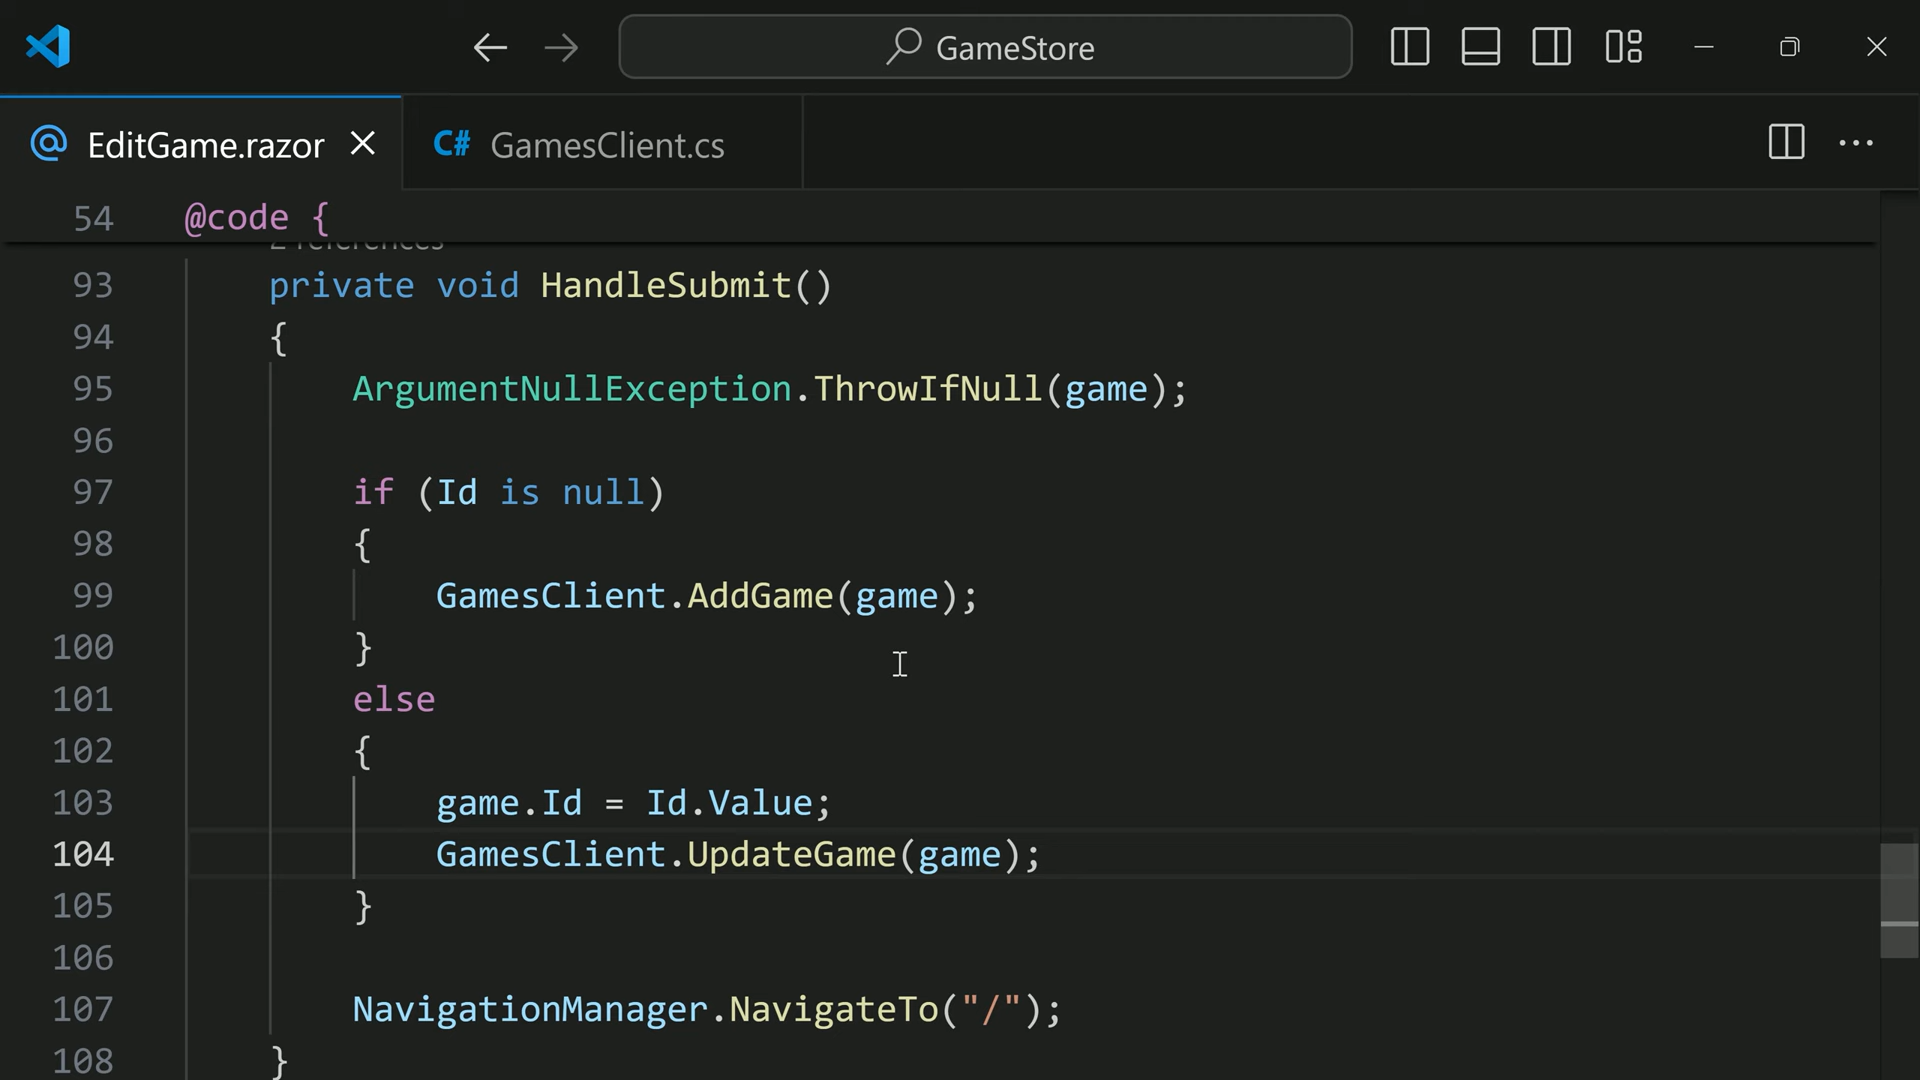 GameStore
EditGame.razor
C# GamesClient.cs
54 @code {
2 references
93 private void HandleSubmit()
94 {
95 ArgumentNullException.ThrowIfNull(game);
96
97 if (Id is null)
98 {
99 GamesClient.AddGame(game);
100 }
101 else
102 {
103 game.Id = Id.Value;
104 GamesClient.UpdateGame(game);
105 }
106
107 NavigationManager.NavigateTo("/");
108 }